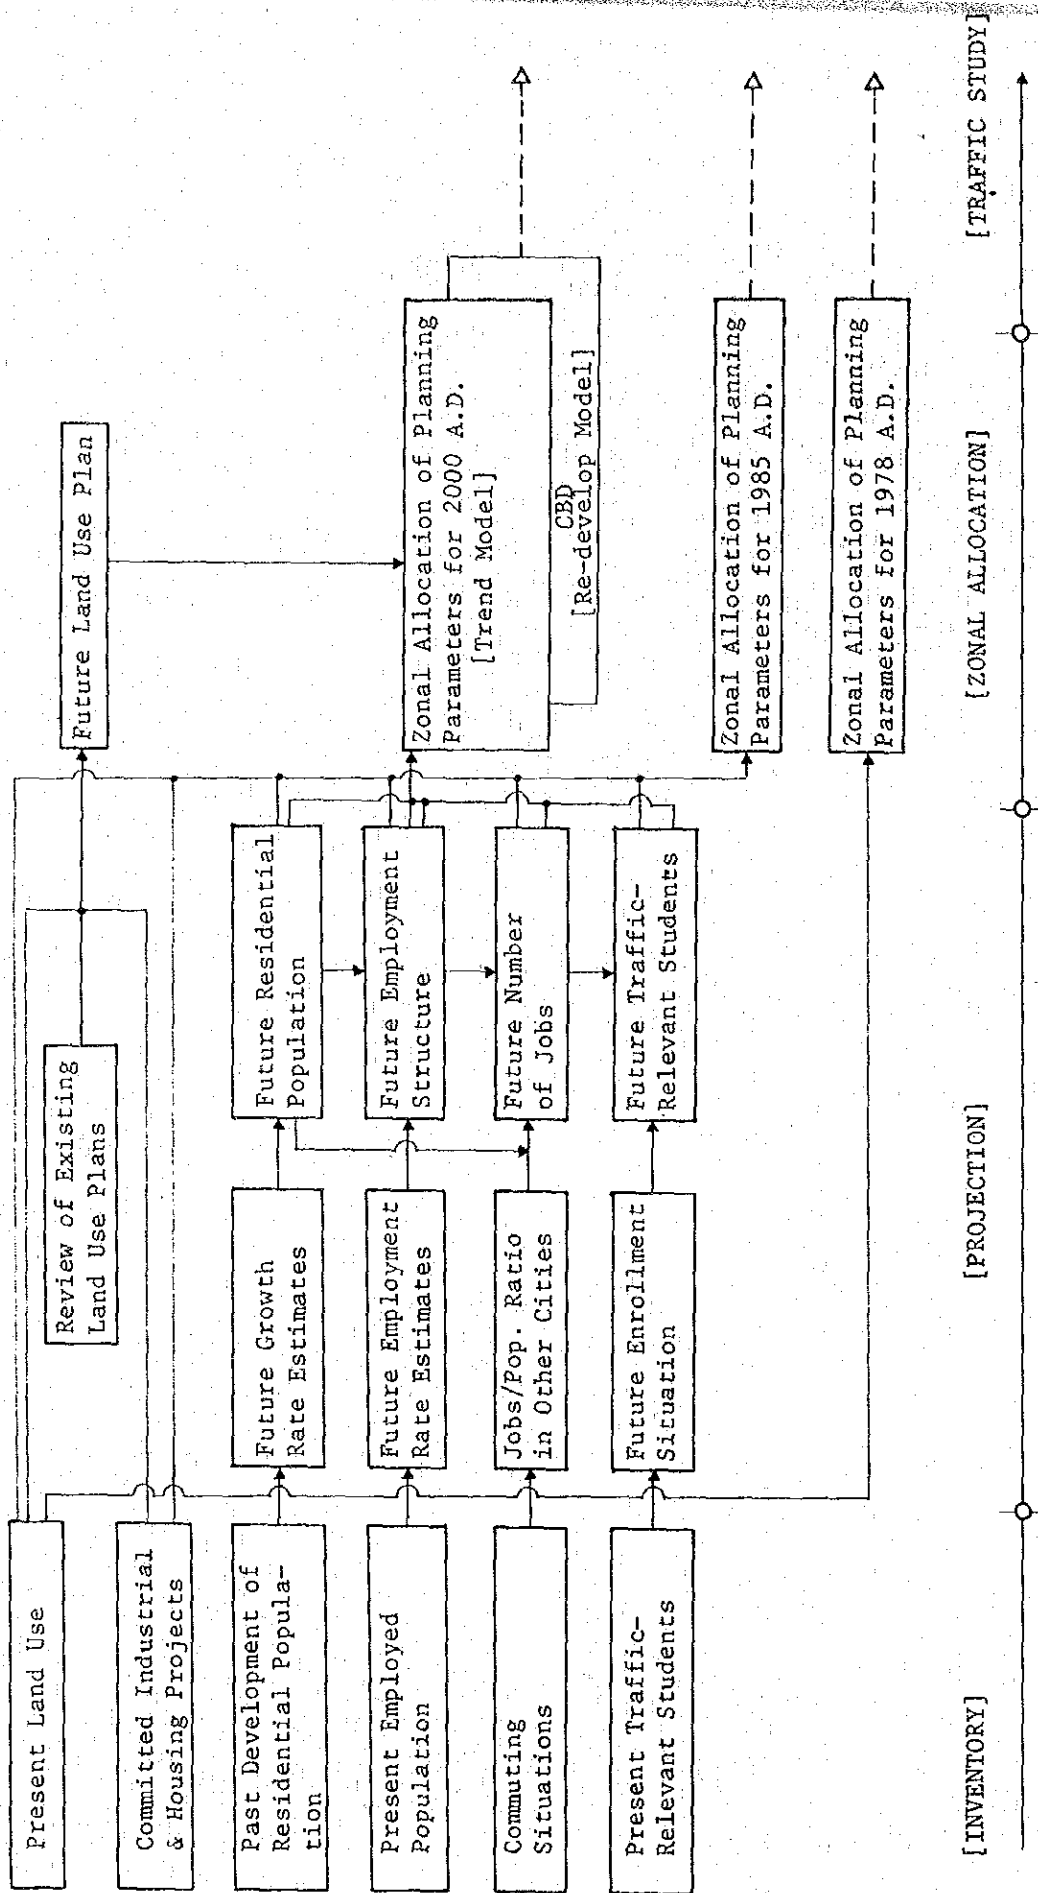 Present Land Use
Committed Industrial
& Housing Projects
Past Development of
Residential Popula-
tion
Present Employed
Population
Commuting
Situations
Present Traffic-
Relevant Students
Review of Existing
Land Use Plans
Future Growth
Rate Estimates
Future Employment
Rate Estimates
Jobs/Pop. Ratio
in Other Cities
Future Enrollment
Situation
Future Residential
Population
Future Employment
Structure
Future Number
of Jobs
Future Traffic-
Relevant Students
Future Land Use Plan
Zonal Allocation of Planning
Parameters for 2000 A.D.
[Trend Model]
CBD
[Re-develop Model]
Zonal Allocation of Planning
Parameters for 1985 A.D.
Zonal Allocation of Planning
Parameters for 1978 A.D.
[INVENTORY]
[PROJECTION]
[ZONAL ALLOCATION]
[TRAFFIC STUDY]